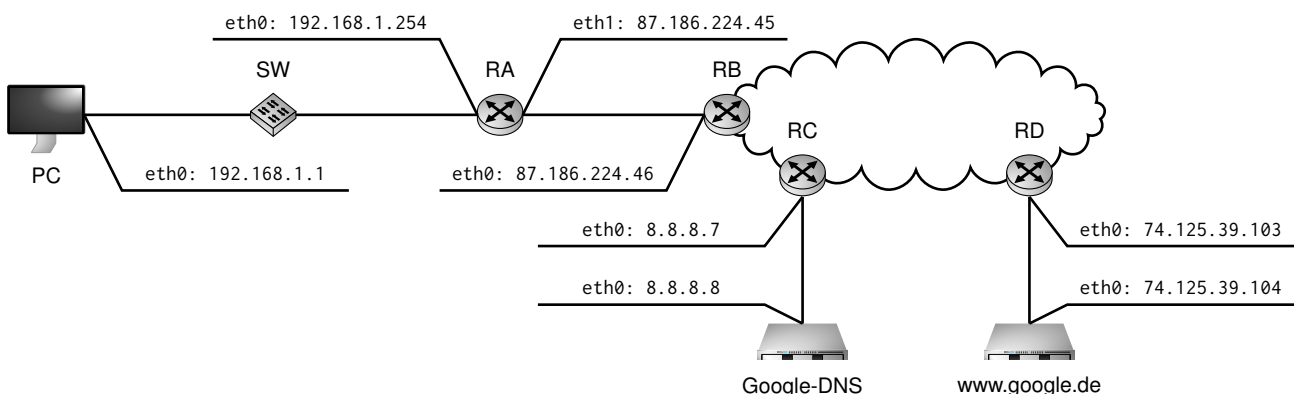 eth0: 192.168.1.254
eth1: 87.186.224.45
SW
RA
RB
RC
RD
PC
eth0: 192.168.1.1
eth0: 87.186.224.46
eth0: 8.8.8.7
eth0: 74.125.39.103
eth0: 8.8.8.8
eth0: 74.125.39.104
Google-DNS
www.google.de